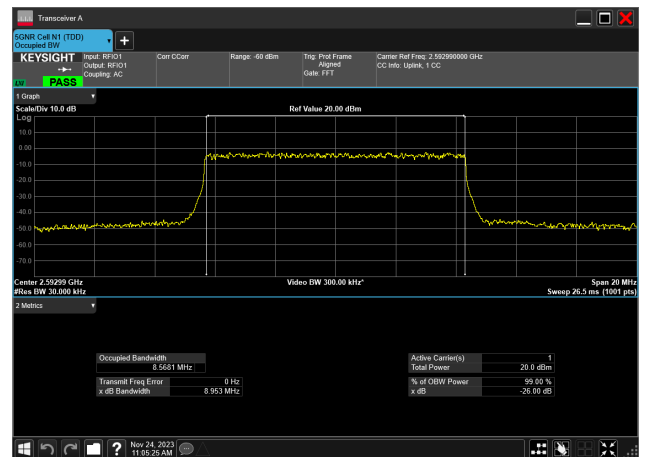 Transceiver A
5GNR Cell N1 (TDD)
Occupied BW
KEYSIGHT
Input: RFIO1
Output: RFIO1
Coupling: AC
Corr CCorr
Range: -60 dBm
Trig: Prot Frame
Aligned
Gate: FFT
Carrier Ref Freq: 2.592990000 GHz
CC Info: Uplink, 1 CC
PASS
1 Graph
Scale/Div 10.0 dB
Ref Value 20.00 dBm
Log
10.0
0.00
-10.0
-20.0
-30.0
-40.0
-50.0
-60.0
-70.0
Center 2.59299 GHz
Video BW 300.00 kHz*
Span 20 MHz
#Res BW 30.000 kHz
Sweep 26.5 ms (1001 pts)
2 Metrics
Occupied Bandwidth
8.5681 MHz
Transmit Freq Error 0 Hz
x dB Bandwidth 8.953 MHz
Active Carrier(s) 1
Total Power 20.0 dBm
% of OBW Power 99.00 %
x dB -26.00 dB
Nov 24, 2023
11:05:25 AM